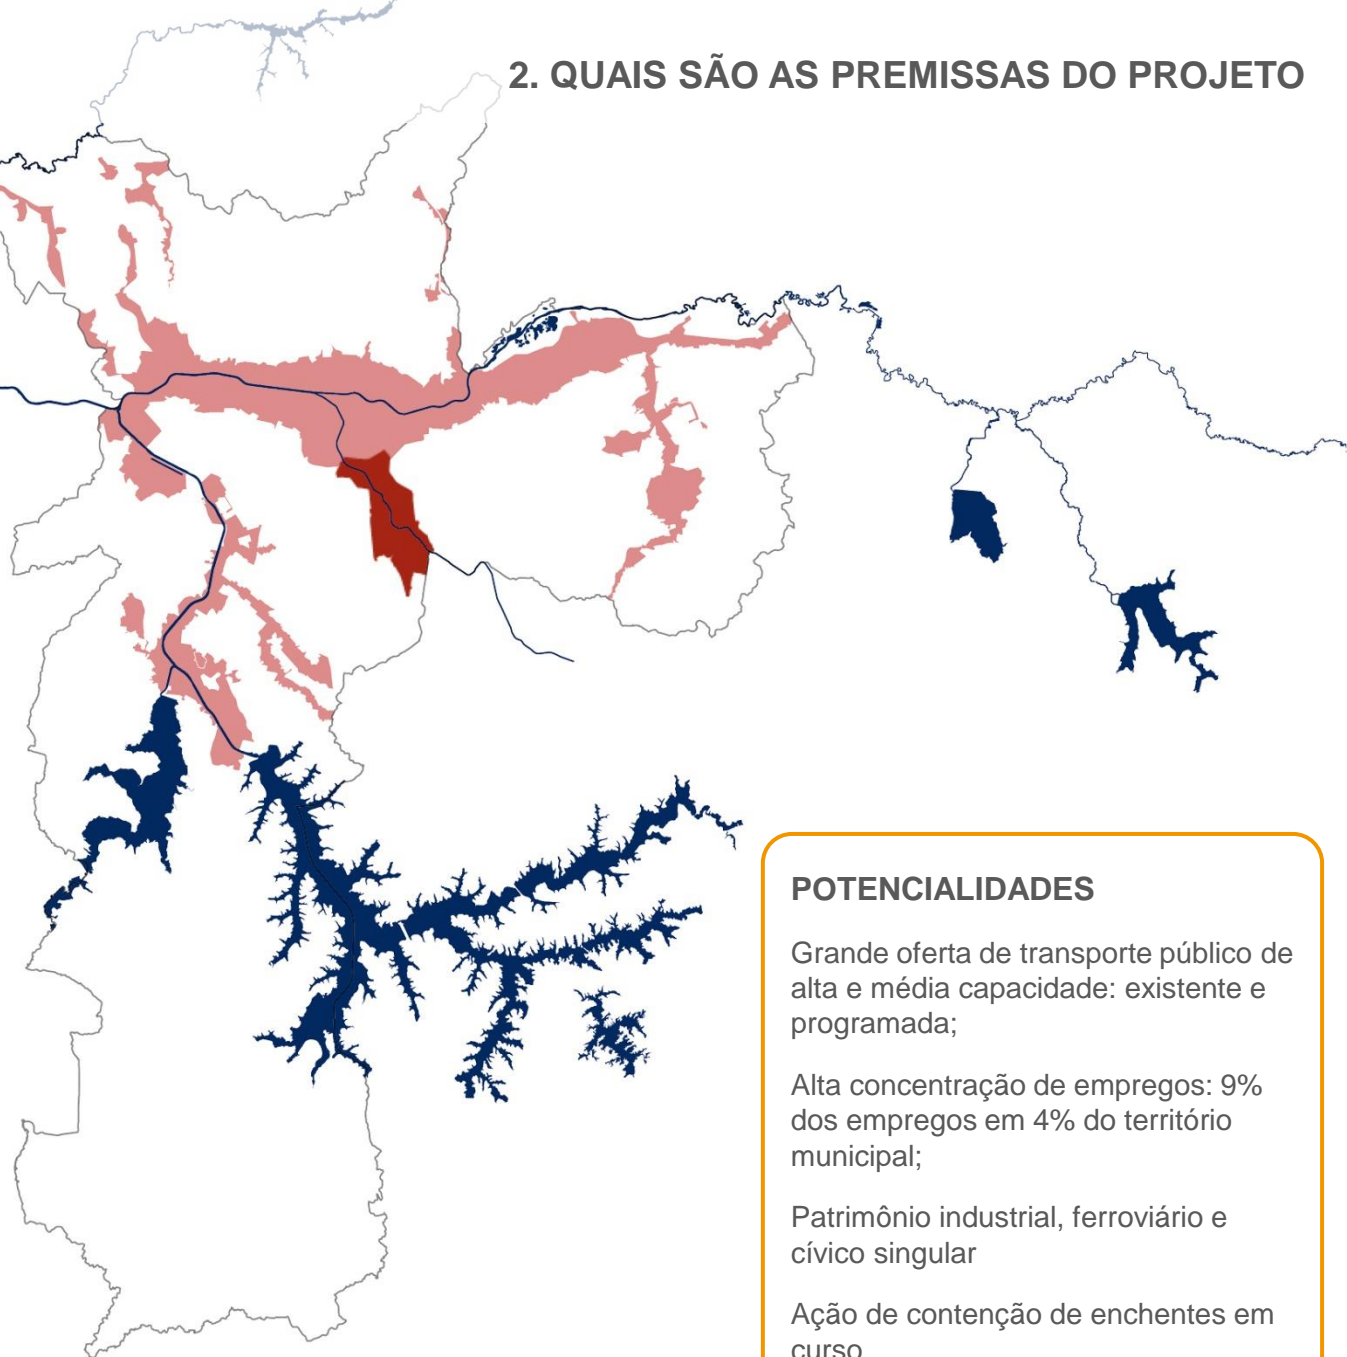 2. QUAIS SÃO AS PREMISSAS DO PROJETO
POTENCIALIDADES
Grande oferta de transporte público de
alta e média capacidade: existente e
programada;
Alta concentração de empregos: 9%
dos empregos em 4% do território
municipal;
Patrimônio industrial, ferroviário e
cívico singular
Ação de contenção de enchentes em
curso